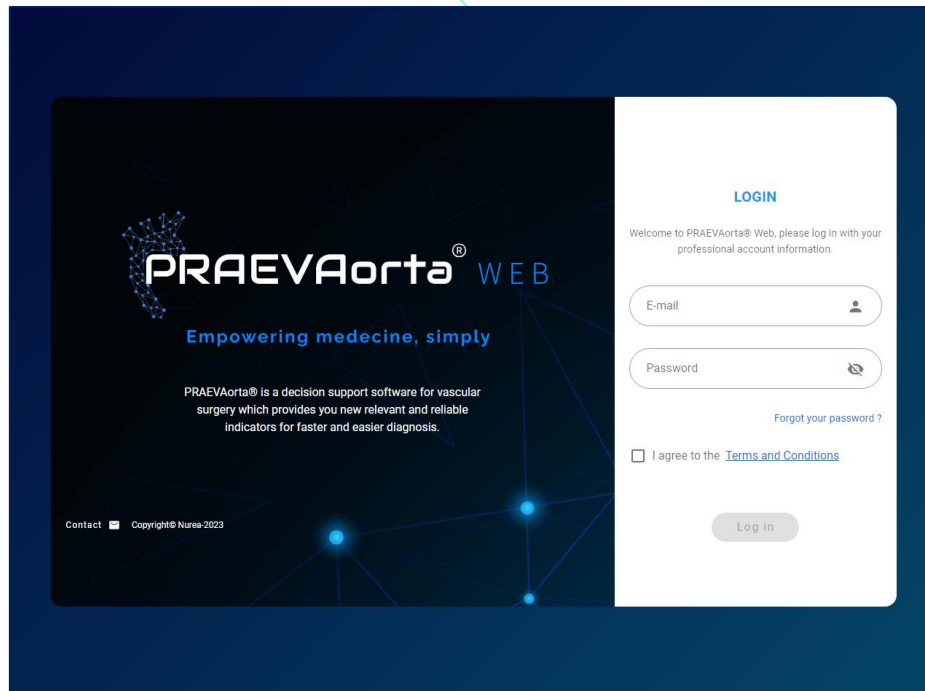 PRAEVAorta® WEB
Empowering medecine, simply
PRAEVAorta® is a decision support software for vascular
surgery which provides you new relevant and reliable
indicators for faster and easier diagnosis.
Contact Copyright© Nurea-2023
LOGIN
Welcome to PRAEVAorta® Web, please log in with your
professional account information.
E-mail
Password
Forgot your password ?
I agree to the Terms and Conditions
Log in